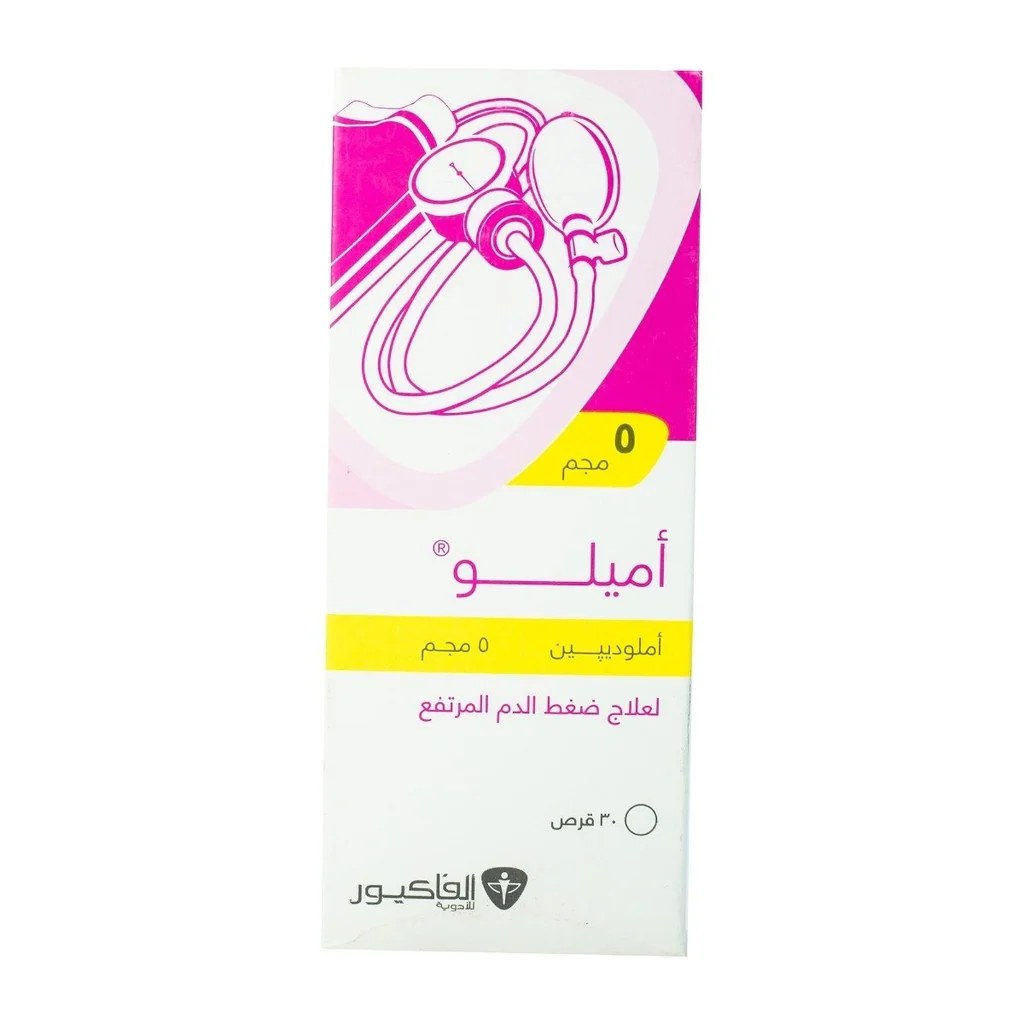 ٥
مجم
أميلو®
أملوديبين ٥ مجم
لعلاج ضغط الدم المرتفع
٣٠ قرص
الفاكيور
للأدوية